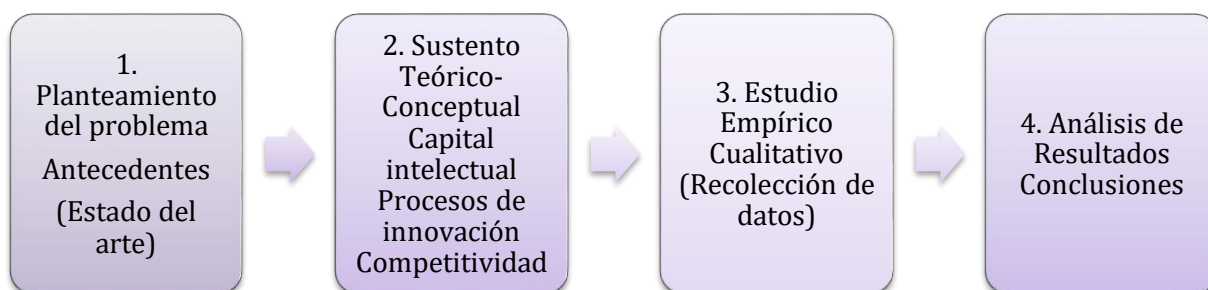 1.
Planteamiento
del problema
Antecedentes
(Estado del
arte)
2. Sustento
Teórico-
Conceptual
Capital
intelectual
Procesos de
innovación
Competitividad
3. Estudio
Empírico
Cualitativo
(Recolección de
datos)
4. Análisis de
Resultados
Conclusiones